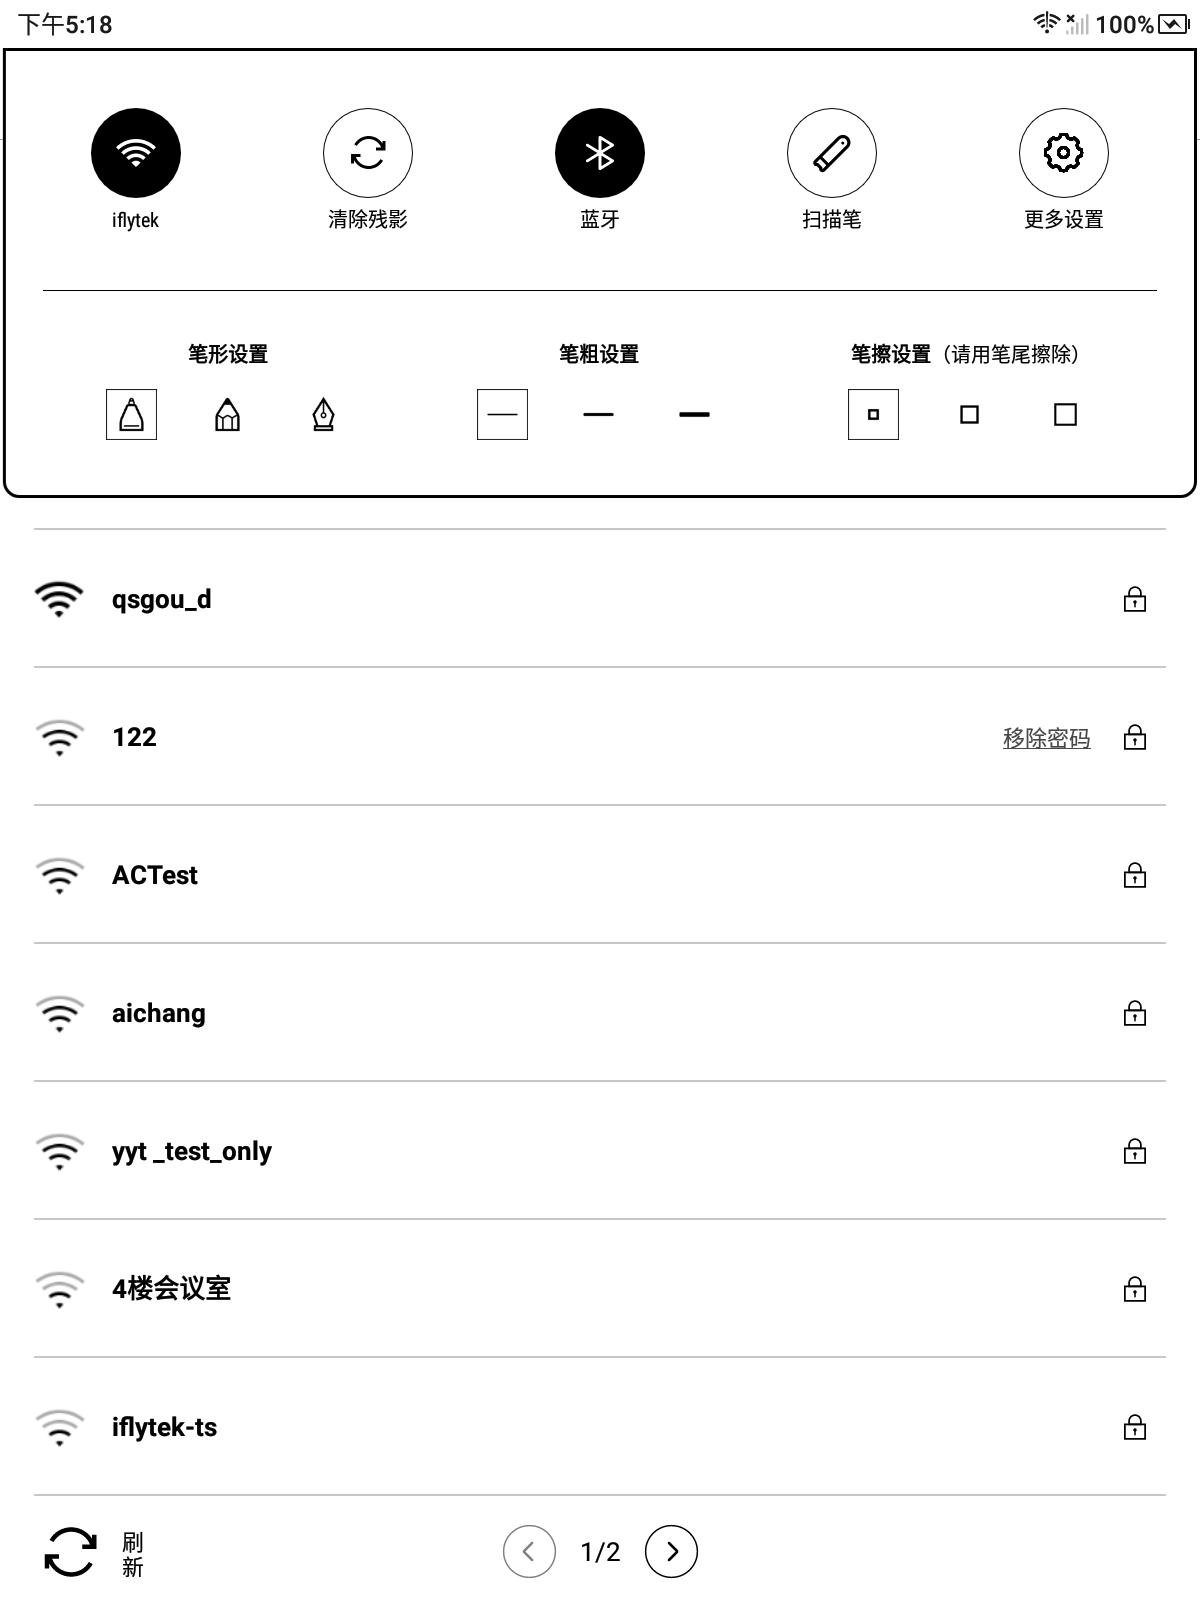 下午5:18 100%
iflytek 清除残影 蓝牙 扫描笔 更多设置
笔形设置 笔粗设置 笔擦设置（请用笔尾擦除）
qsgou_d
122 移除密码
ACTest
aichang
yyt _test_only
4楼会议室
iflytek-ts
刷新 1/2